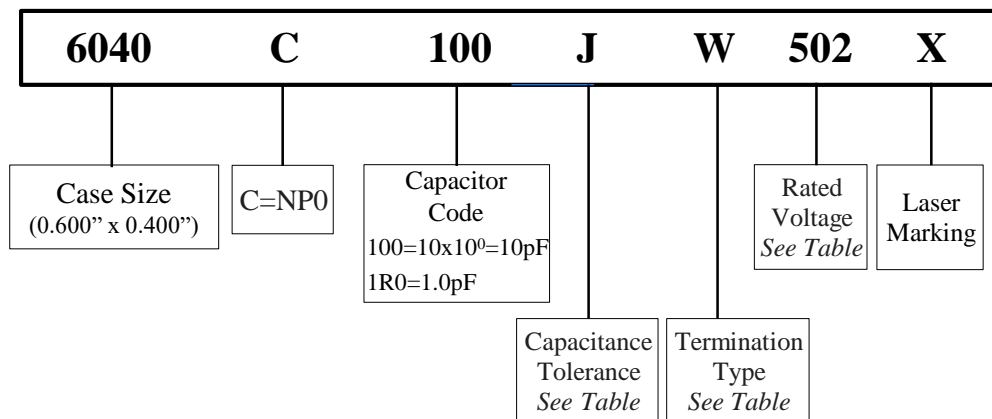 6040 C 100 J W 502 X
Case Size
(0.600” x 0.400”)
C=NP0
Capacitor
Code
100=10x10⁰=10pF
1R0=1.0pF
Capacitance
Tolerance
See Table
Termination
Type
See Table
Rated
Voltage
See Table
Laser
Marking